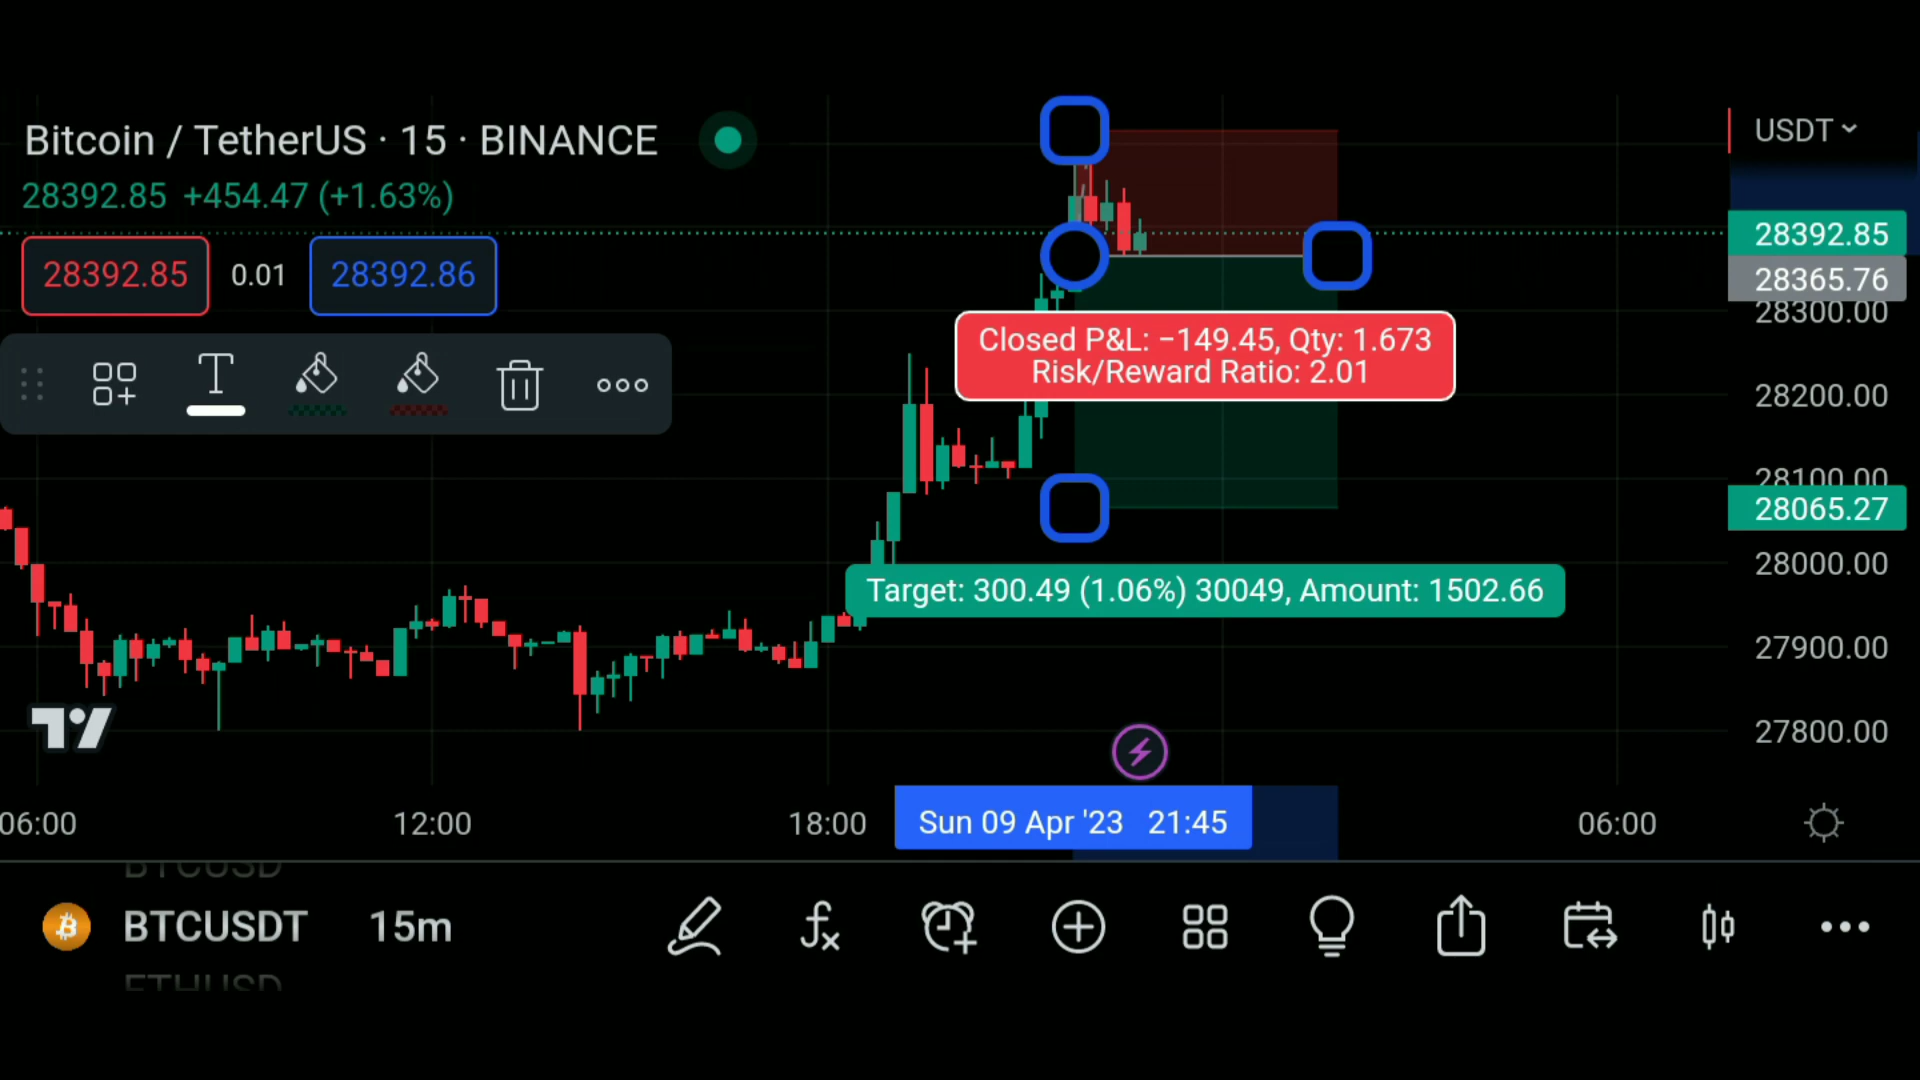 Bitcoin / TetherUS · 15 · BINANCE
USDT
28392.85 +454.47 (+1.63%)
28392.85 0.01 28392.86
28392.85
28365.76
28300.00
Closed P&L: −149.45, Qty: 1.673
Risk/Reward Ratio: 2.01
28200.00
28100.00
28065.27
28000.00
Target: 300.49 (1.06%) 30049, Amount: 1502.66
27900.00
27800.00
06:00 12:00 18:00 Sun 09 Apr '23 21:45 06:00
BTCUSD
BTCUSDT 15m
ETHUSD